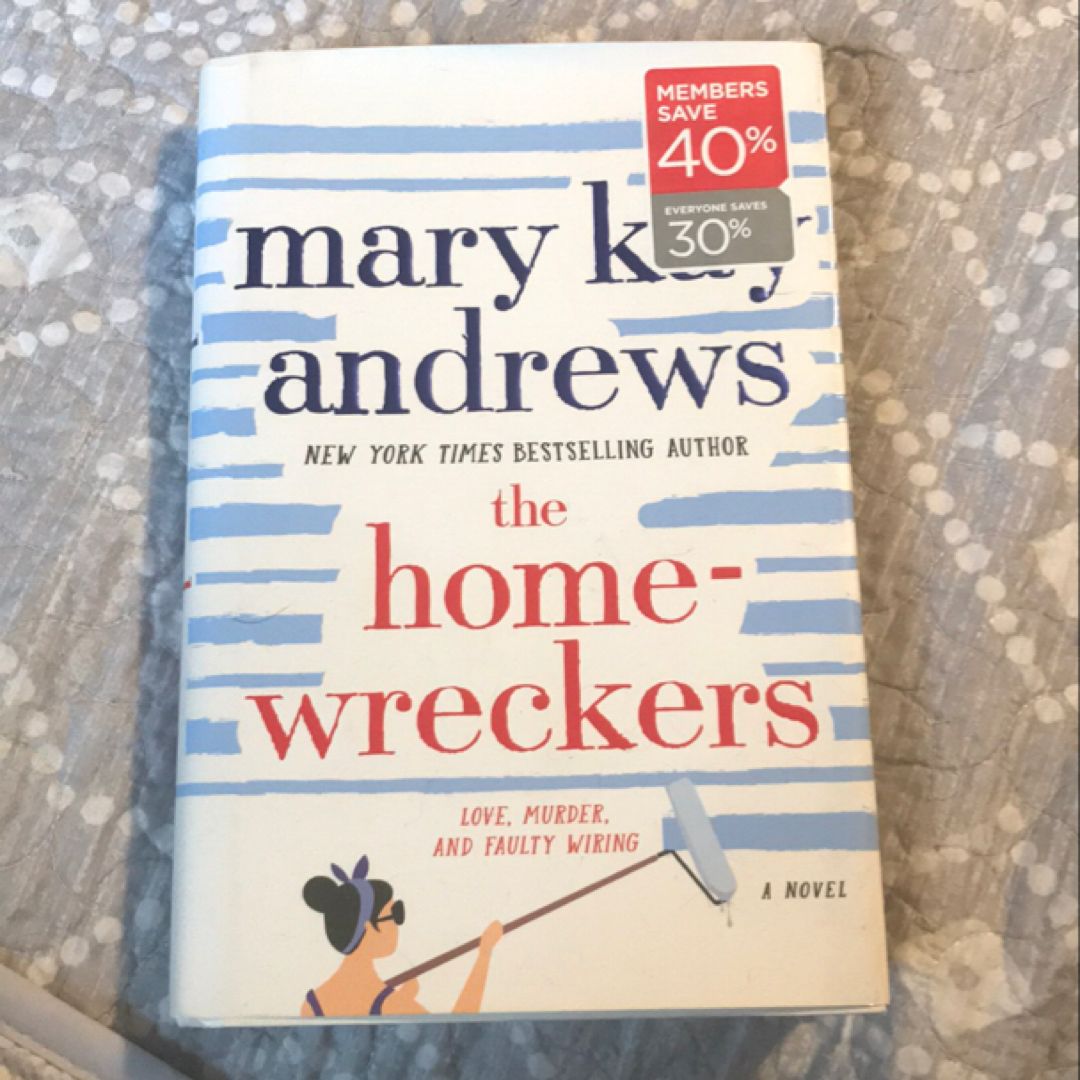 MEMBERS
SAVE
40%
EVERYONE SAVES
30%
mary kay
andrews
NEW YORK TIMES BESTSELLING AUTHOR
the
home-
wreckers
LOVE, MURDER,
AND FAULTY WIRING
A NOVEL